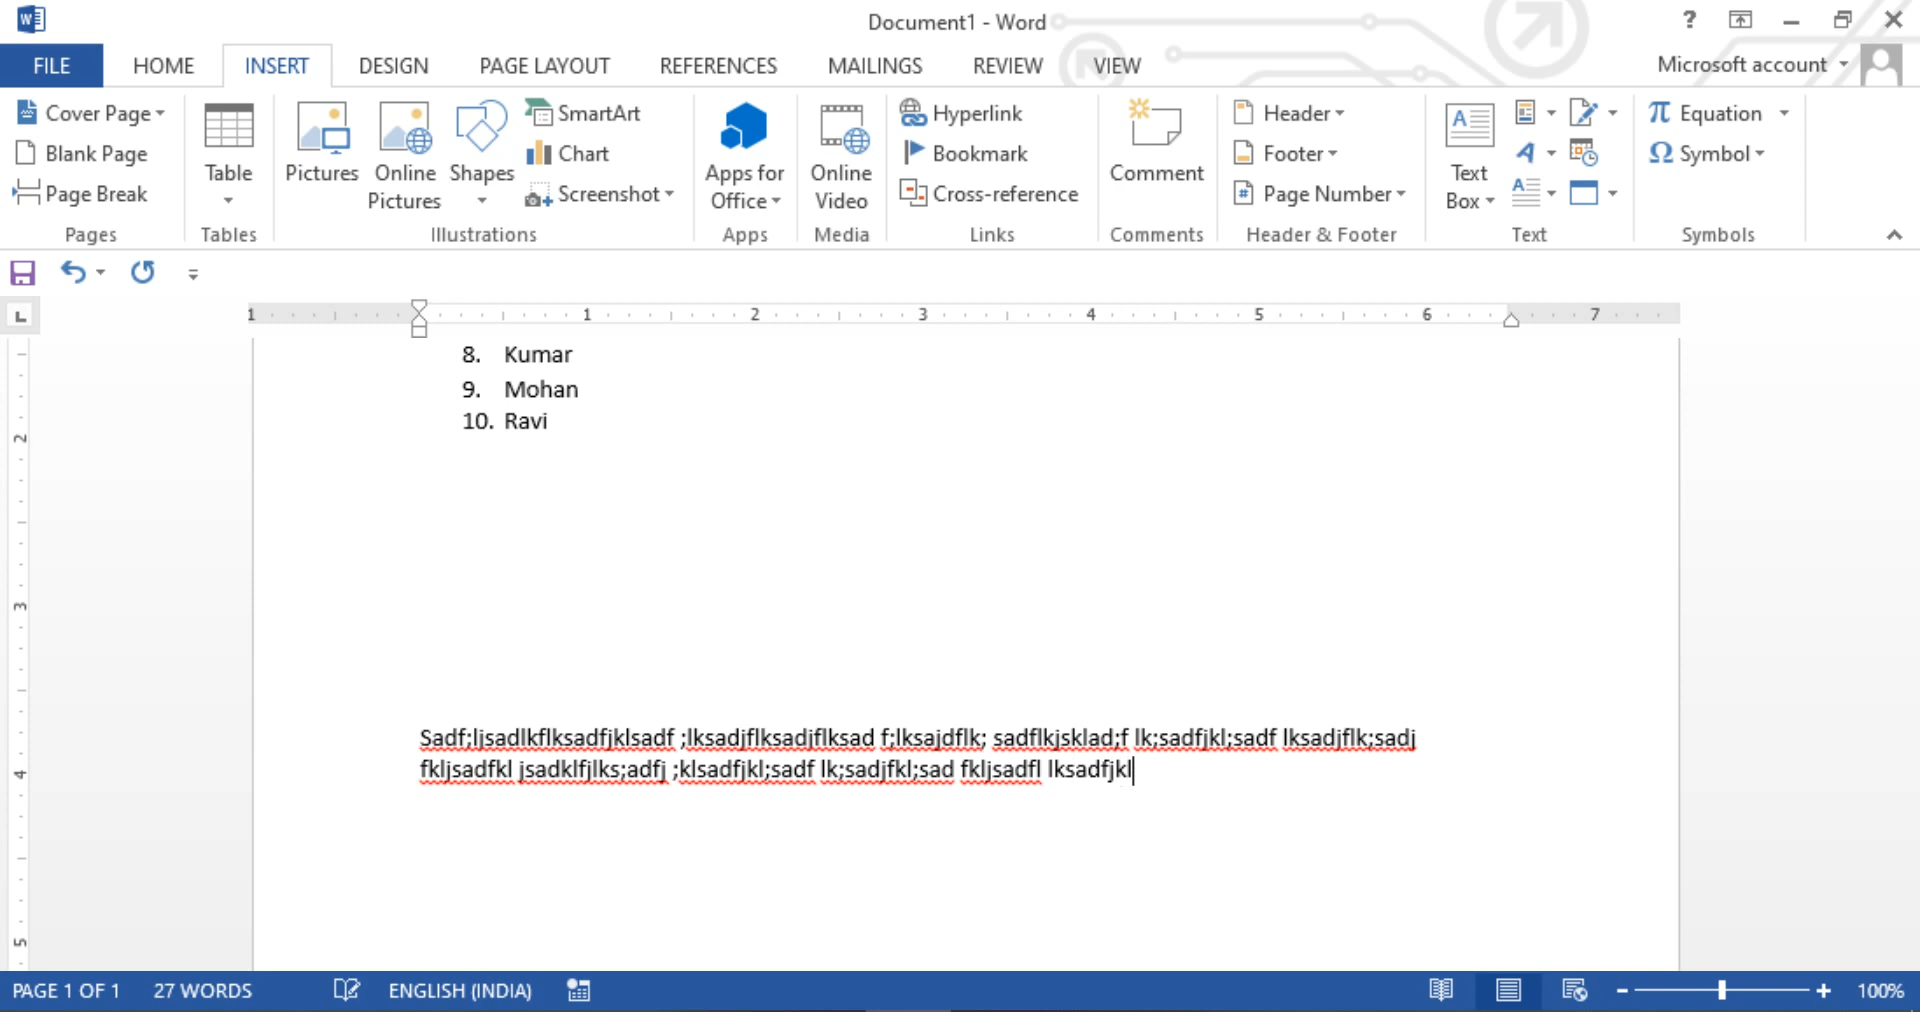 Document1 - Word
?
FILE HOME INSERT DESIGN PAGE LAYOUT REFERENCES MAILINGS REVIEW VIEW Microsoft account
Cover Page
Blank Page
Page Break
Pages
Table
Tables
Pictures
Online
Pictures
Shapes
SmartArt
Chart
Screenshot
Illustrations
Apps for
Office
Apps
Online
Video
Media
Hyperlink
Bookmark
Cross-reference
Links
Comment
Comments
Header
Footer
Page Number
Header & Footer
Text
Box
Text
π Equation
Ω Symbol
Symbols
L
1 1 2 3 4 5 6 7
2
3
4
5
8. Kumar
9. Mohan
10. Ravi
Sadf;ljsadlkflksadfjklsadf ;lksadjflksadjflksad f;lksajdflk; sadflkjsklad;f lk;sadfjkl;sadf lksadjflk;sadj
fkljsadfkl jsadklfjlks;adfj ;klsadfjkl;sadf lk;sadjfkl;sad fkljsadfl lksadfjkl
PAGE 1 OF 1 27 WORDS ENGLISH (INDIA) 100%